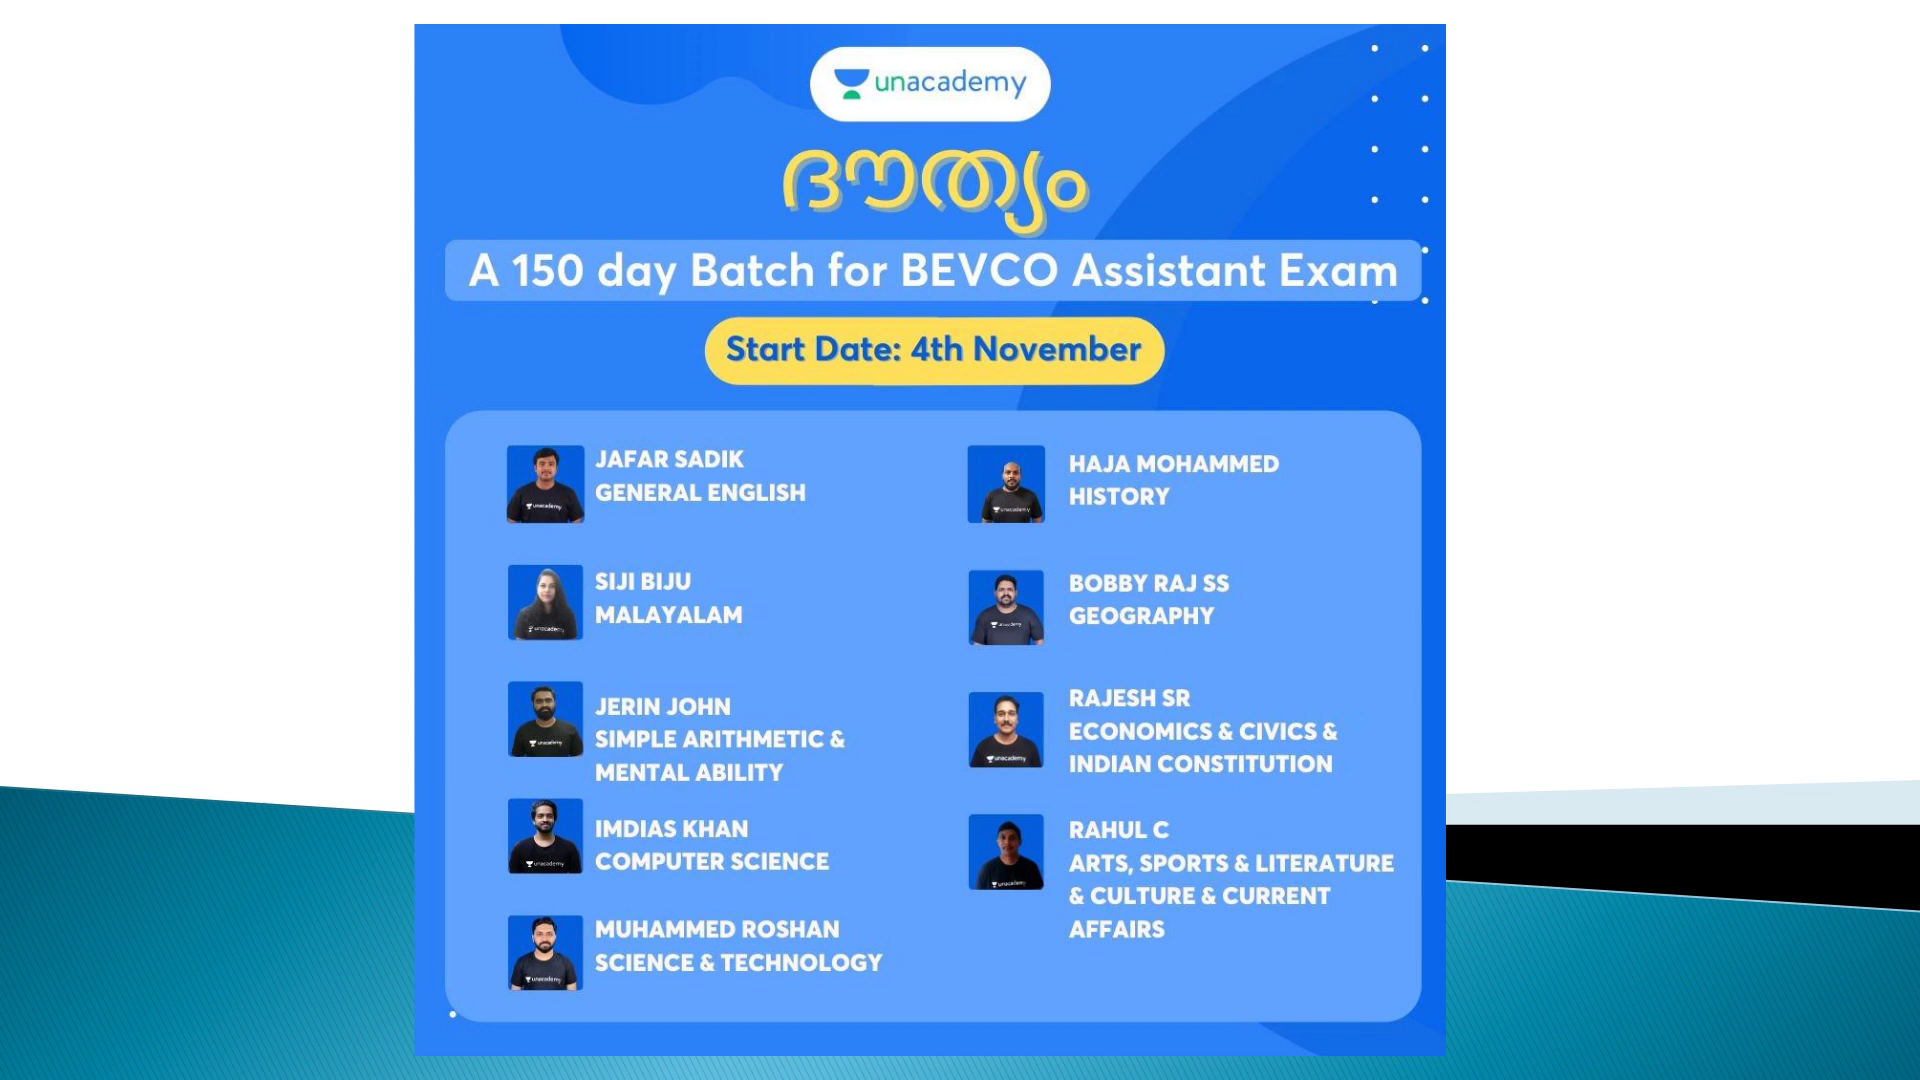 unacademy
ദൗത്യം
A 150 day Batch for BEVCO Assistant Exam
Start Date: 4th November
JAFAR SADIK
GENERAL ENGLISH
SIJI BIJU
MALAYALAM
JERIN JOHN
SIMPLE ARITHMETIC &
MENTAL ABILITY
IMDIAS KHAN
COMPUTER SCIENCE
MUHAMMED ROSHAN
SCIENCE & TECHNOLOGY
HAJA MOHAMMED
HISTORY
BOBBY RAJ SS
GEOGRAPHY
RAJESH SR
ECONOMICS & CIVICS &
INDIAN CONSTITUTION
RAHUL C
ARTS, SPORTS & LITERATURE
& CULTURE & CURRENT
AFFAIRS